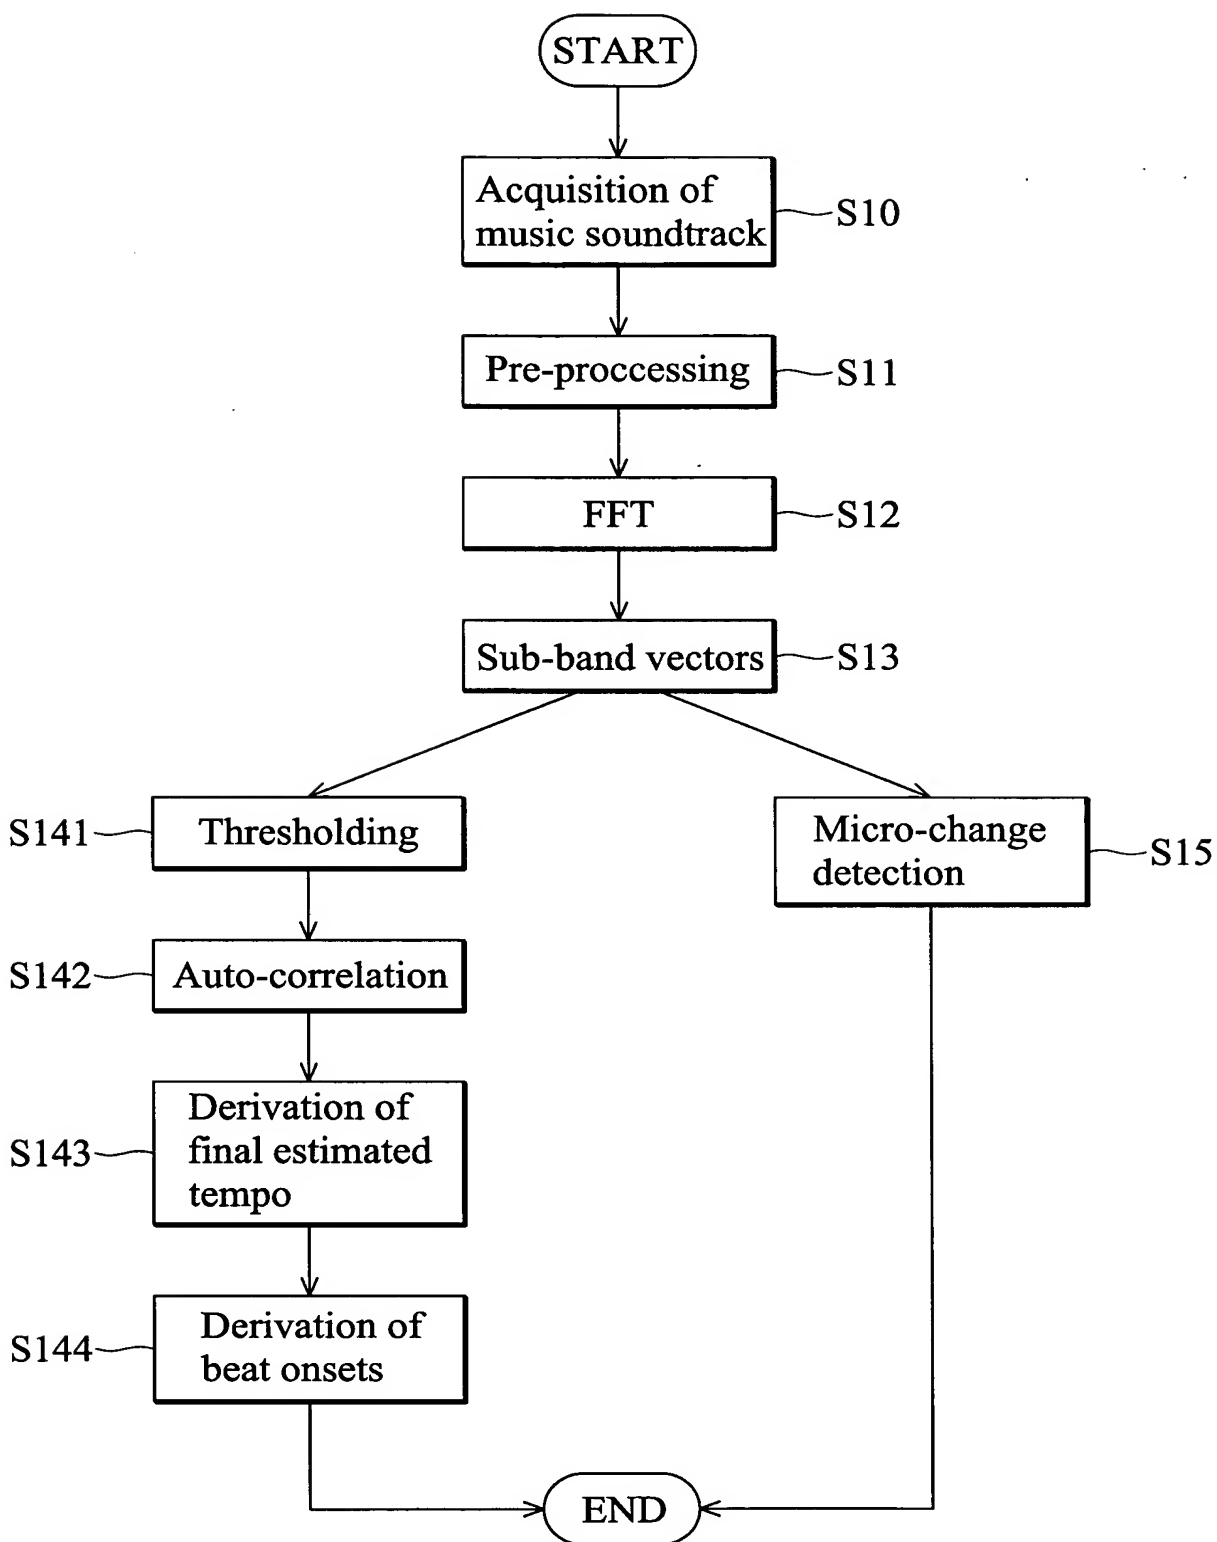 START
Acquisition of
music soundtrack
S10
Pre-proccessing
S11
FFT
S12
Sub-band vectors
S13
S141
Thresholding
Micro-change
detection
S15
S142
Auto-correlation
S143
Derivation of
final estimated
tempo
S144
Derivation of
beat onsets
END